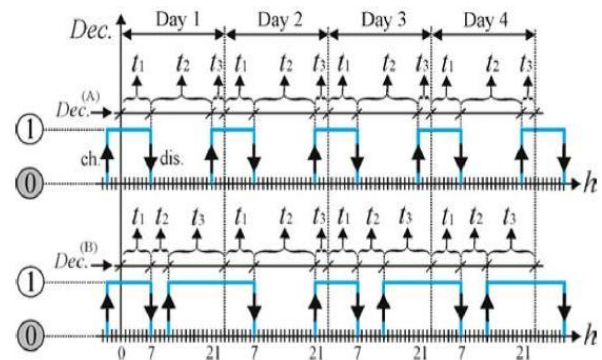 Dec. Day 1 Day 2 Day 3 Day 4
t1 t2 t3 t1 t2 t3 t1 t2 t3 t1 t2 t3
Dec.(A)
1
ch. dis.
0 h
t1 t2 t3 t1 t2 t3 t1 t2 t3 t1 t2 t3
Dec.(B)
1
0 h
0 7 21 7 21 7 21 7 21